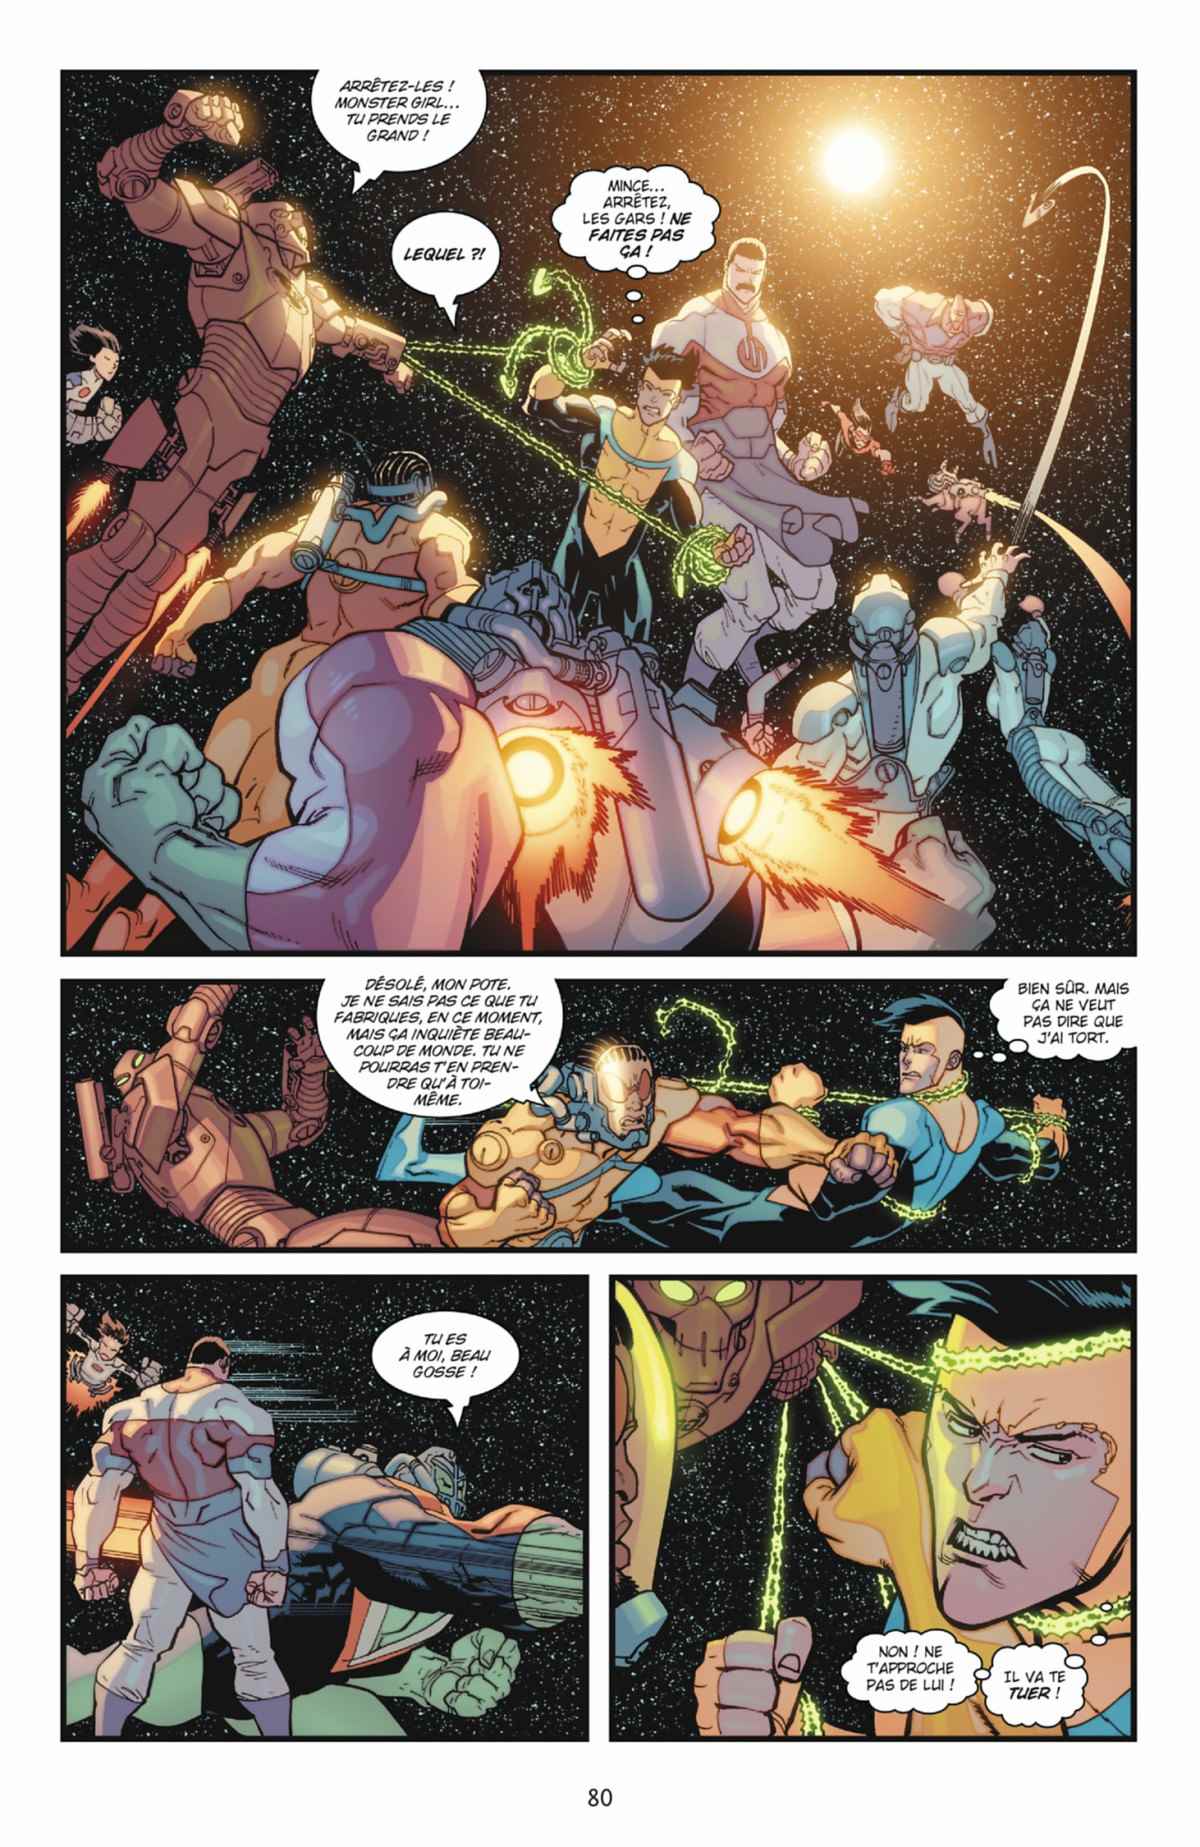 ARRÊTEZ-LES !
MONSTER GIRL...
TU PRENDS LE
GRAND !
LEQUEL ?!
MINCE...
ARRÊTEZ,
LES GARS ! NE
FAITES PAS
ÇA !
DÉSOLÉ, MON POTE.
JE NE SAIS PAS CE QUE TU
FABRIQUES, EN CE MOMENT,
MAIS ÇA INQUIÈTE BEAU-
COUP DE MONDE. TU NE
POURRAS T'EN PREN-
DRE QU'À TOI-
MÊME.
BIEN SÛR. MAIS
ÇA NE VEUT
PAS DIRE QUE
J'AI TORT.
TU ES
À MOI, BEAU
GOSSE !
NON ! NE
T'APPROCHE
PAS DE LUI !
IL VA TE
TUER !
80